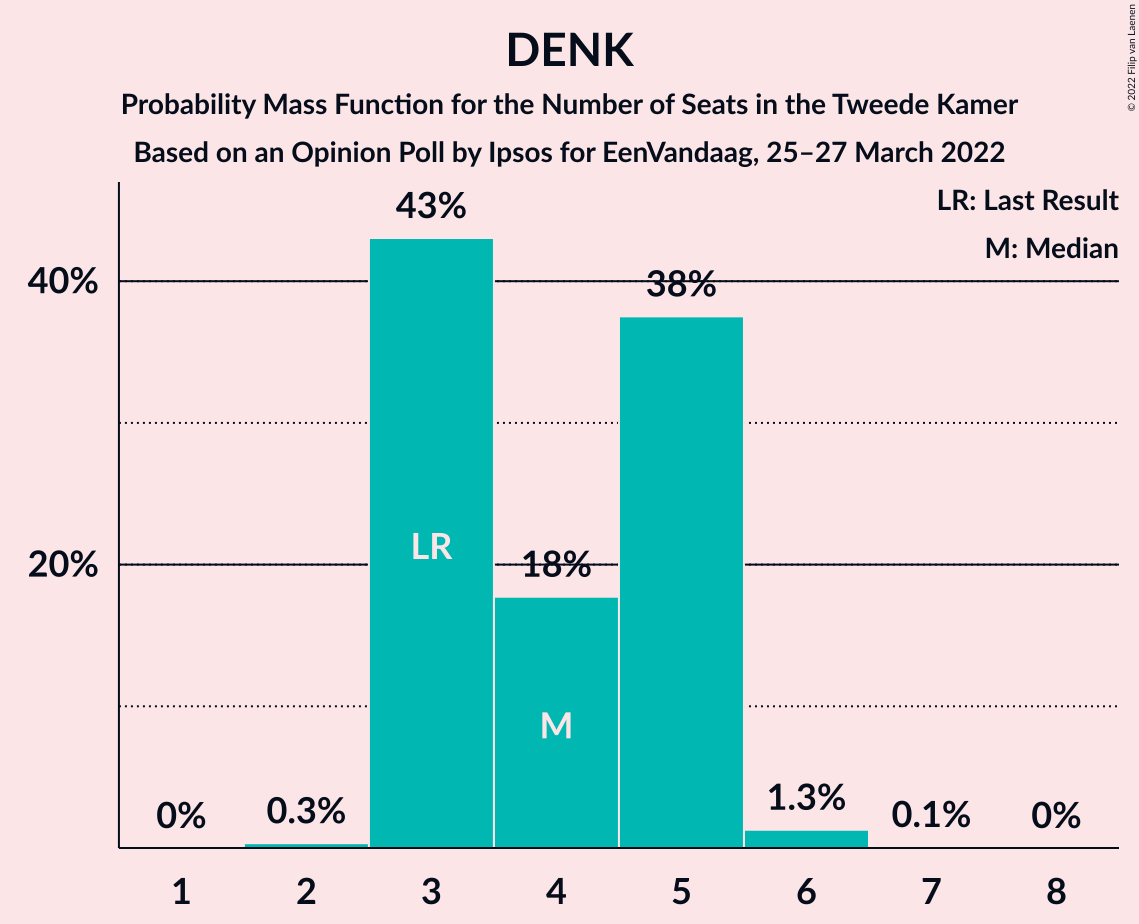 DENK
Probability Mass Function for the Number of Seats in the Tweede Kamer
Based on an Opinion Poll by Ipsos for EenVandaag, 25–27 March 2022
© 2022 Filip van Laenen
LR: Last Result
M: Median
43%
40%
38%
LR
20%
18%
M
0%
0.3%
1.3%
0.1%
0%
1 2 3 4 5 6 7 8